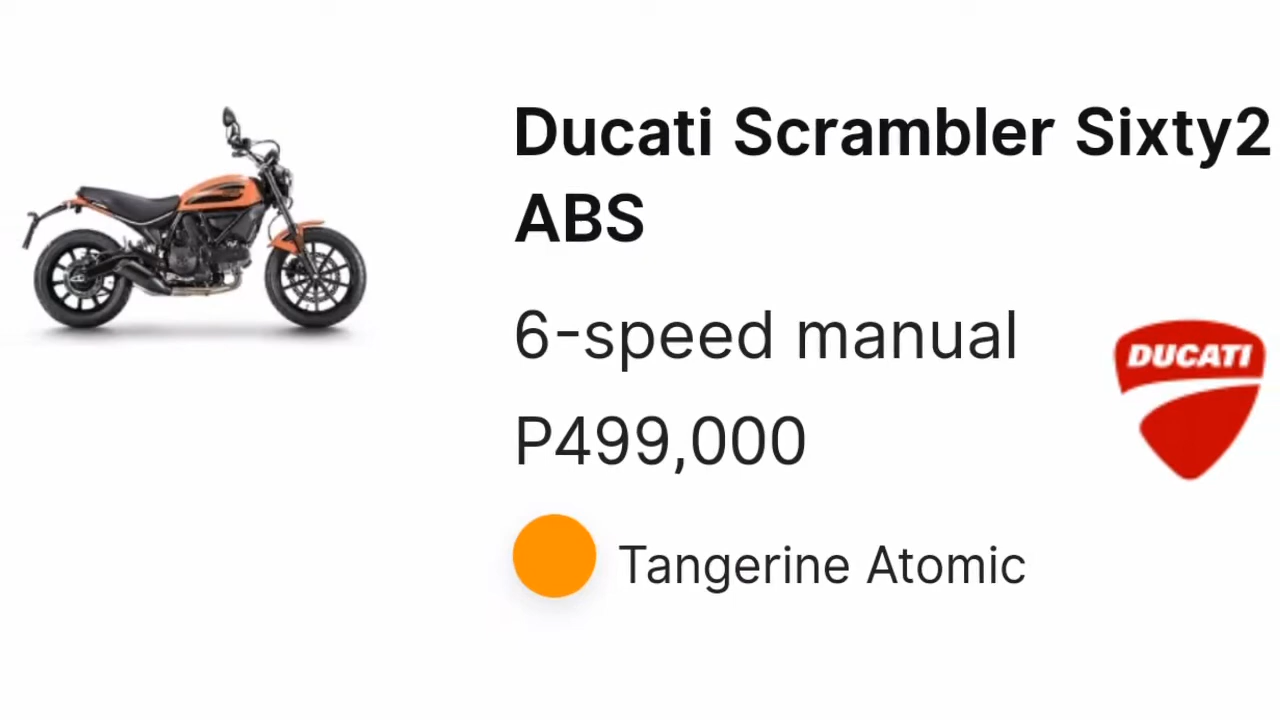 Ducati Scrambler Sixty2
ABS
6-speed manual
DUCATI
P499,000
Tangerine Atomic